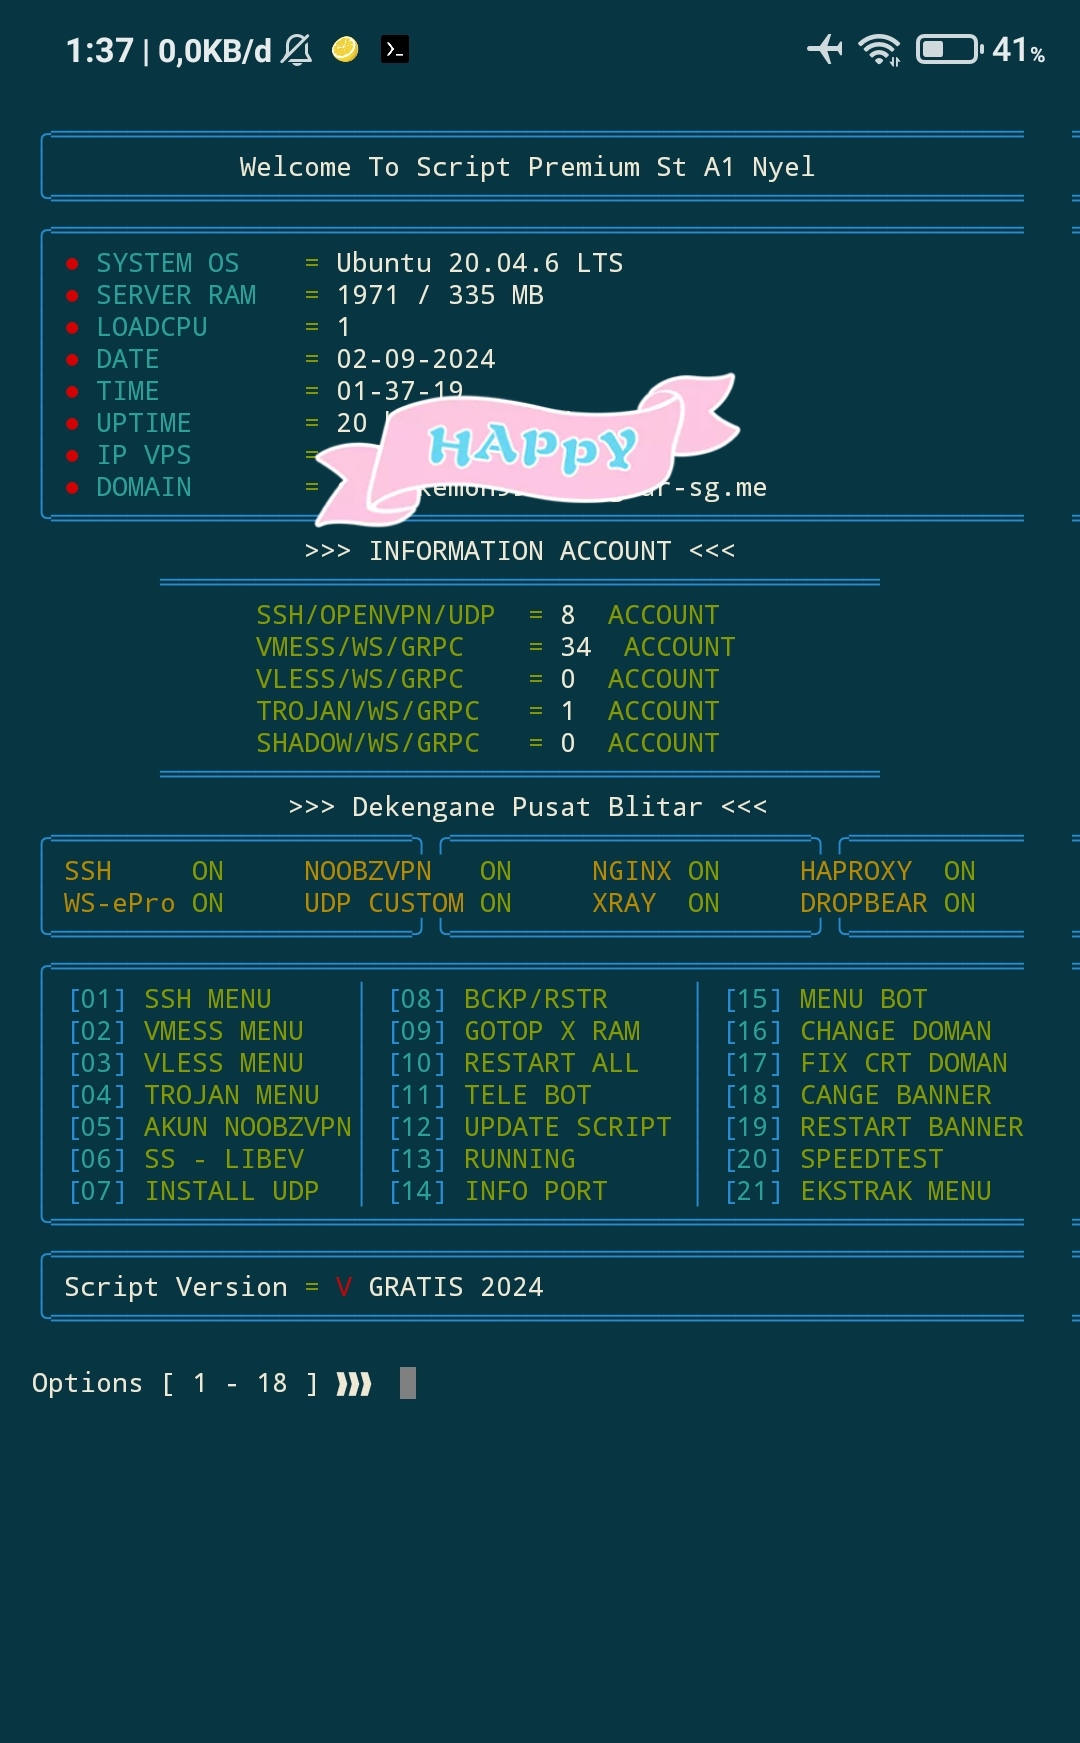 1:37 | 0,0KB/d 41%
Welcome To Script Premium St A1 Nyel
● SYSTEM OS = Ubuntu 20.04.6 LTS
● SERVER RAM = 1971 / 335 MB
● LOADCPU = 1
● DATE = 02-09-2024
● TIME = 01-37-19
● UPTIME = 20
HAPPY
● IP VPS =
● DOMAIN = -sg.me
>>> INFORMATION ACCOUNT <<<
SSH/OPENVPN/UDP = 8 ACCOUNT
VMESS/WS/GRPC = 34 ACCOUNT
VLESS/WS/GRPC = 0 ACCOUNT
TROJAN/WS/GRPC = 1 ACCOUNT
SHADOW/WS/GRPC = 0 ACCOUNT
>>> Dekengane Pusat Blitar <<<
SSH ON NOOBZVPN ON NGINX ON HAPROXY ON
WS-ePro ON UDP CUSTOM ON XRAY ON DROPBEAR ON
[01] SSH MENU [08] BCKP/RSTR [15] MENU BOT
[02] VMESS MENU [09] GOTOP X RAM [16] CHANGE DOMAN
[03] VLESS MENU [10] RESTART ALL [17] FIX CRT DOMAN
[04] TROJAN MENU [11] TELE BOT [18] CANGE BANNER
[05] AKUN NOOBZVPN [12] UPDATE SCRIPT [19] RESTART BANNER
[06] SS - LIBEV [13] RUNNING [20] SPEEDTEST
[07] INSTALL UDP [14] INFO PORT [21] EKSTRAK MENU
Script Version = V GRATIS 2024
Options [ 1 - 18 ] ❱❱❱